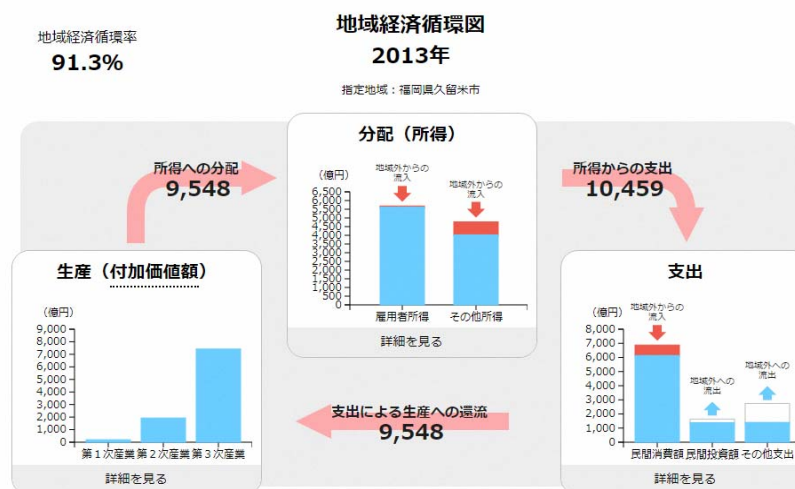 地域経済循環率
91.3%
地域経済循環図
2013年
指定地域：福岡県久留米市
所得への分配
9,548
分配（所得）
（億円）
地域外からの
流入
地域外からの
流入
6,500
6,000
5,500
5,000
4,500
4,000
3,500
3,000
2,500
2,000
1,500
1,000
500
0
雇用者所得 その他所得
詳細を見る
所得からの支出
10,459
生産（付加価値額）
（億円）
9,000
8,000
7,000
6,000
5,000
4,000
3,000
2,000
1,000
0
第１次産業 第２次産業 第３次産業
詳細を見る
支出による生産への還流
9,548
支出
（億円）
地域外からの
流入
地域外への
流出
地域外への
流出
8,000
7,000
6,000
5,000
4,000
3,000
2,000
1,000
0
民間消費額 民間投資額 その他支出
詳細を見る